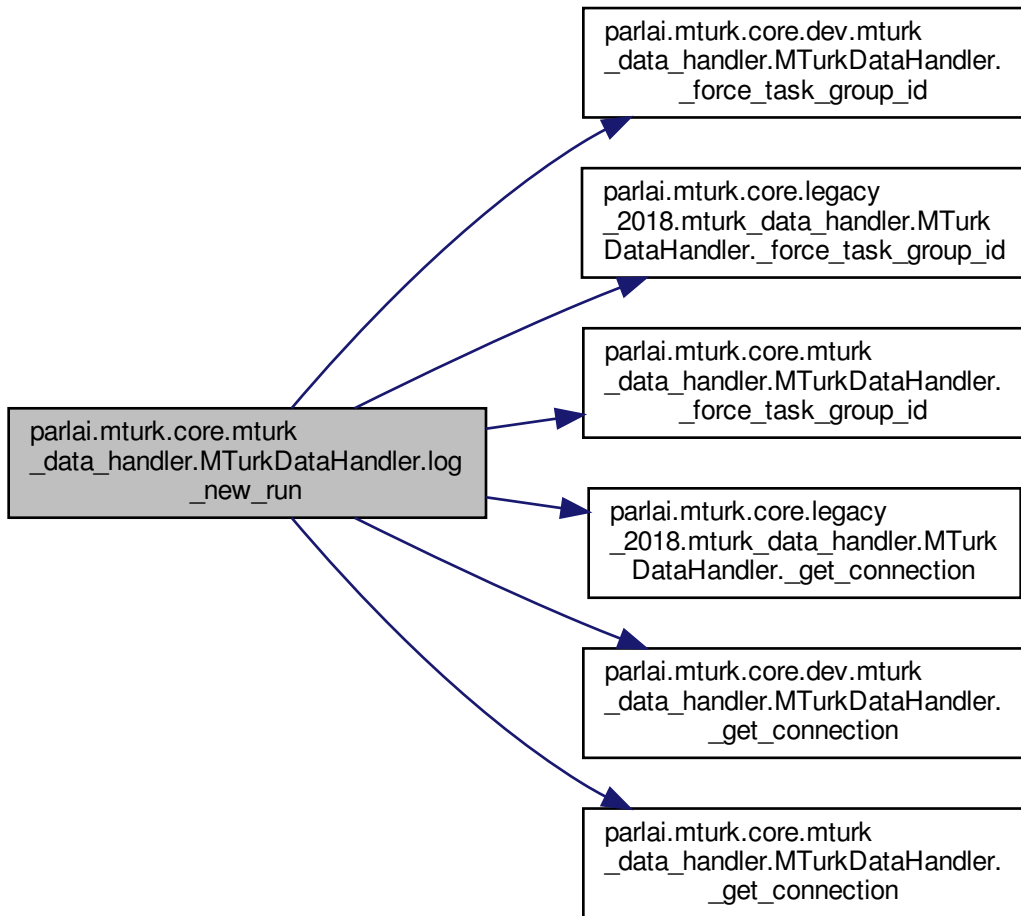 parlai.mturk.core.dev.mturk
_data_handler.MTurkDataHandler.
_force_task_group_id
parlai.mturk.core.legacy
_2018.mturk_data_handler.MTurk
DataHandler._force_task_group_id
parlai.mturk.core.mturk
_data_handler.MTurkDataHandler.
_force_task_group_id
parlai.mturk.core.mturk
_data_handler.MTurkDataHandler.log
_new_run
parlai.mturk.core.legacy
_2018.mturk_data_handler.MTurk
DataHandler._get_connection
parlai.mturk.core.dev.mturk
_data_handler.MTurkDataHandler.
_get_connection
parlai.mturk.core.mturk
_data_handler.MTurkDataHandler.
_get_connection